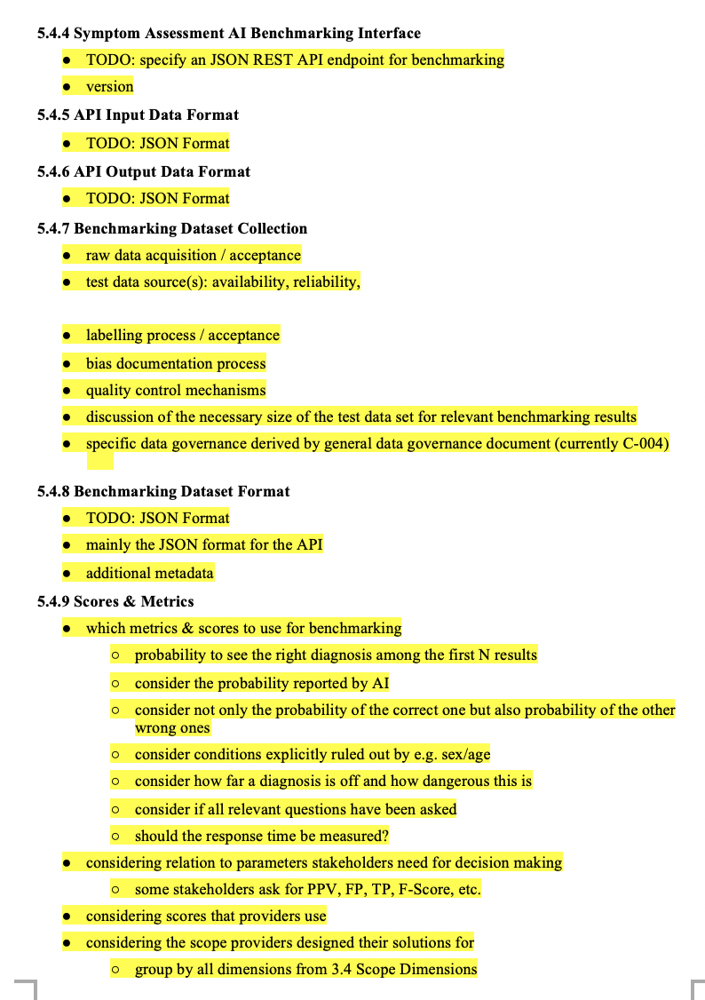 5.4.4 Symptom Assessment AI Benchmarking Interface
● TODO: specify an JSON REST API endpoint for benchmarking
● version
5.4.5 API Input Data Format
● TODO: JSON Format
5.4.6 API Output Data Format
● TODO: JSON Format
5.4.7 Benchmarking Dataset Collection
● raw data acquisition / acceptance
● test data source(s): availability, reliability,
● labelling process / acceptance
● bias documentation process
● quality control mechanisms
● discussion of the necessary size of the test data set for relevant benchmarking results
● specific data governance derived by general data governance document (currently C-004)
5.4.8 Benchmarking Dataset Format
● TODO: JSON Format
● mainly the JSON format for the API
● additional metadata
5.4.9 Scores & Metrics
● which metrics & scores to use for benchmarking
○ probability to see the right diagnosis among the first N results
○ consider the probability reported by AI
○ consider not only the probability of the correct one but also probability of the other
wrong ones
○ consider conditions explicitly ruled out by e.g. sex/age
○ consider how far a diagnosis is off and how dangerous this is
○ consider if all relevant questions have been asked
○ should the response time be measured?
● considering relation to parameters stakeholders need for decision making
○ some stakeholders ask for PPV, FP, TP, F-Score, etc.
● considering scores that providers use
● considering the scope providers designed their solutions for
○ group by all dimensions from 3.4 Scope Dimensions